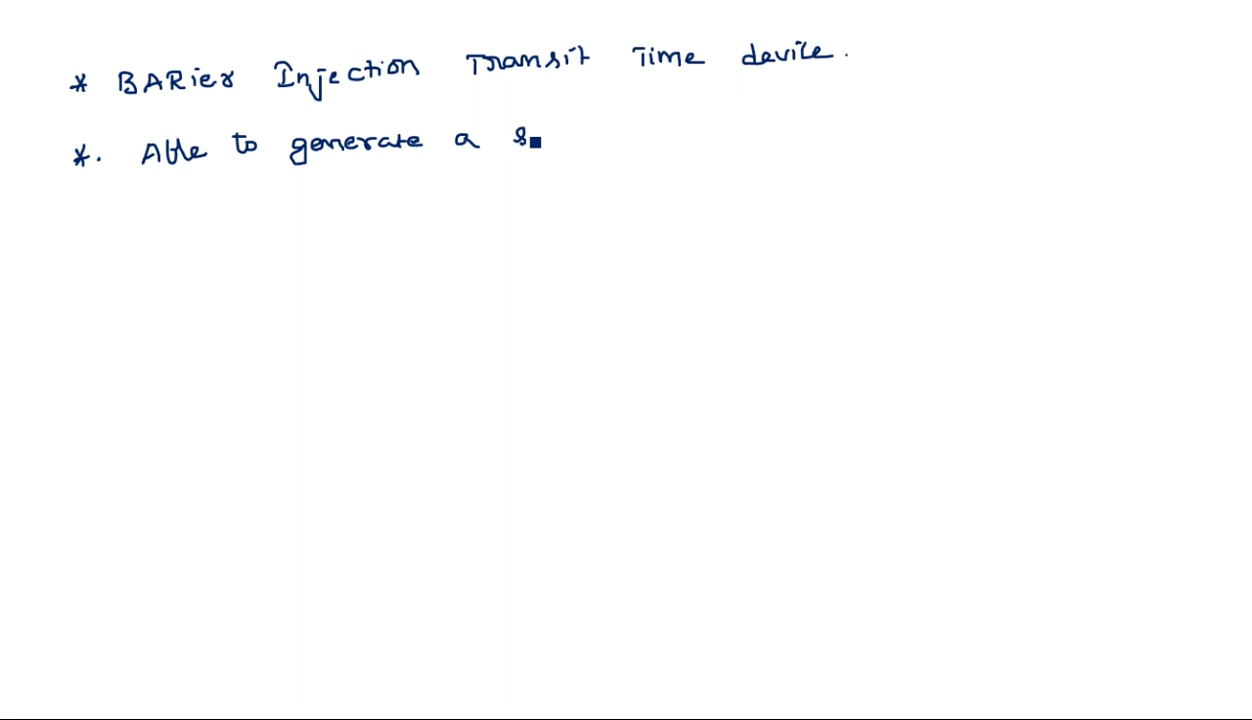 * BARier Injection Transit Time device.
*. Able to generate a s